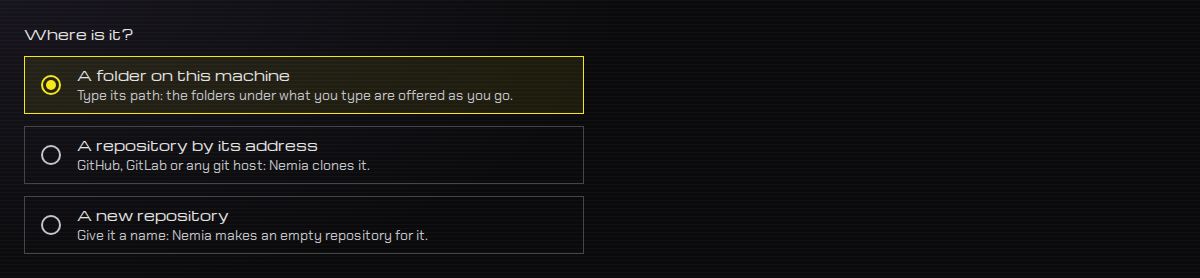 Where is it?
A folder on this machine
Type its path: the folders under what you type are offered as you go.
A repository by its address
GitHub, GitLab or any git host: Nemia clones it.
A new repository
Give it a name: Nemia makes an empty repository for it.